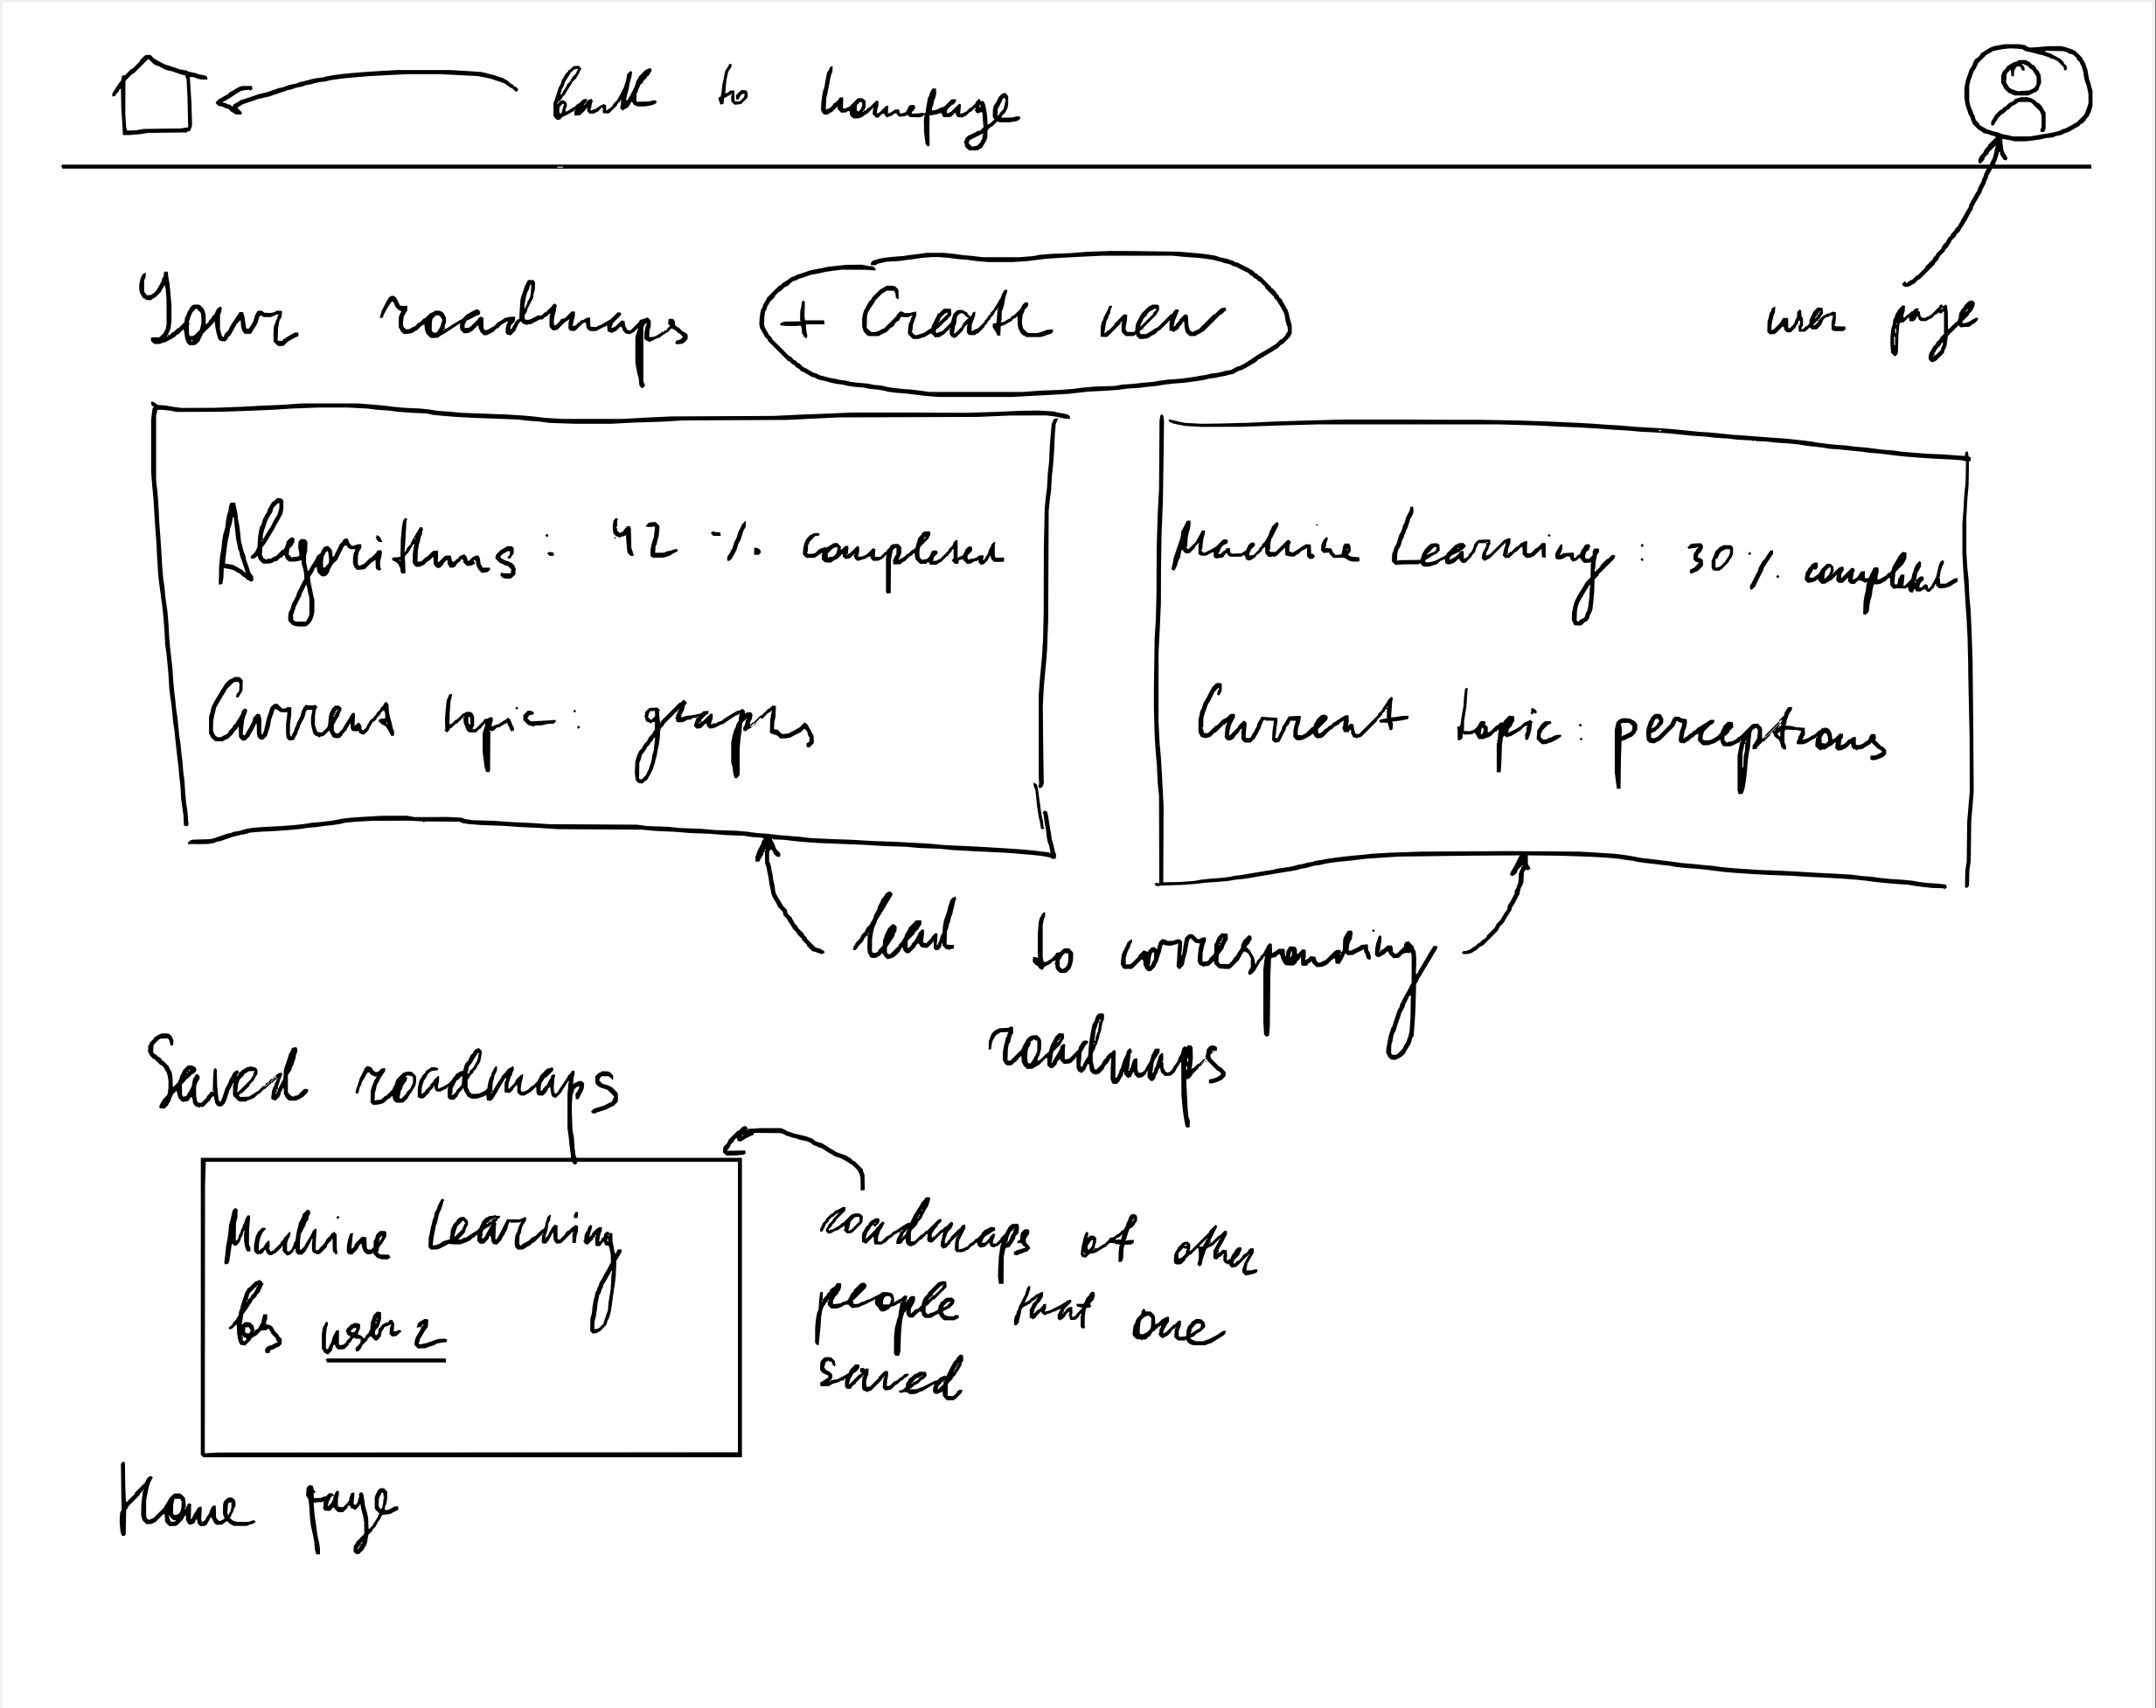 back to homepage
Your roadmaps
+ Create new
user page
Algorithms: 42 % complete
Current topic: graphs
Machine Learning: 30% complete
Current topic: perceptrons
lead to corresponding
roadmaps
Saved roadmaps
Machine Learning
by user 2
roadmaps of other
people that one
saved
Home page